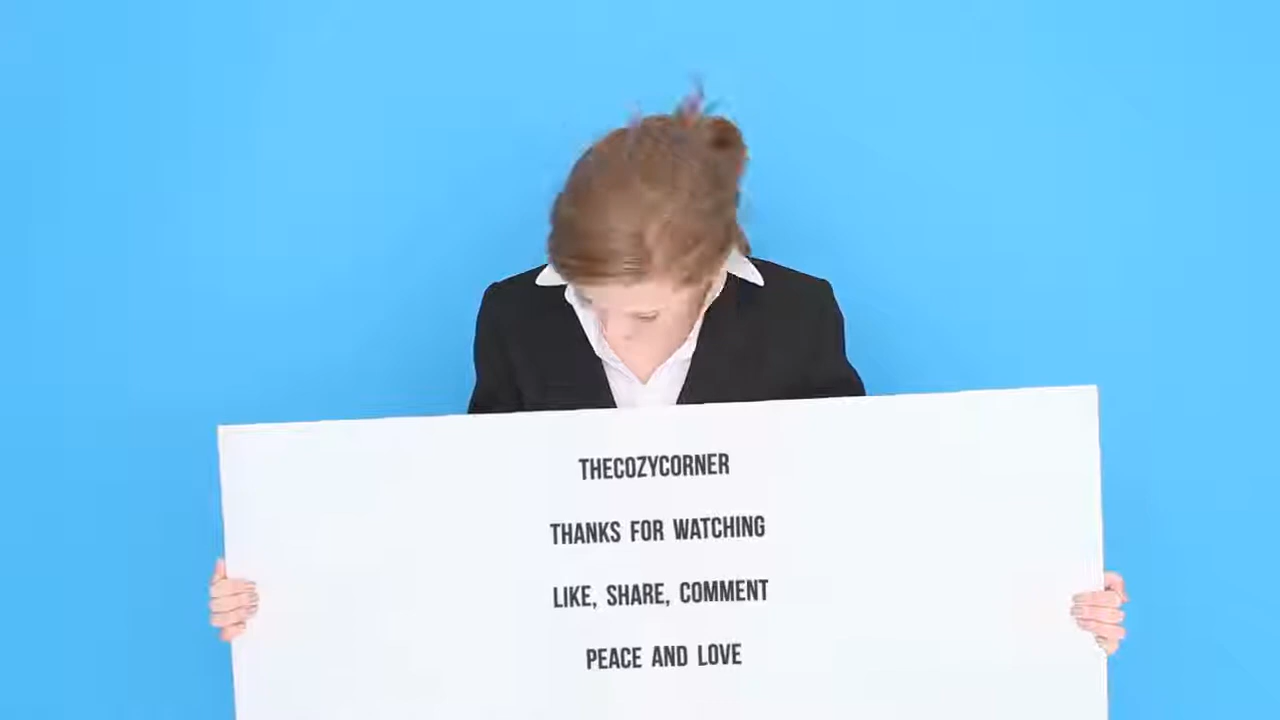 THECOZYCORNER
THANKS FOR WATCHING
LIKE, SHARE, COMMENT
PEACE AND LOVE